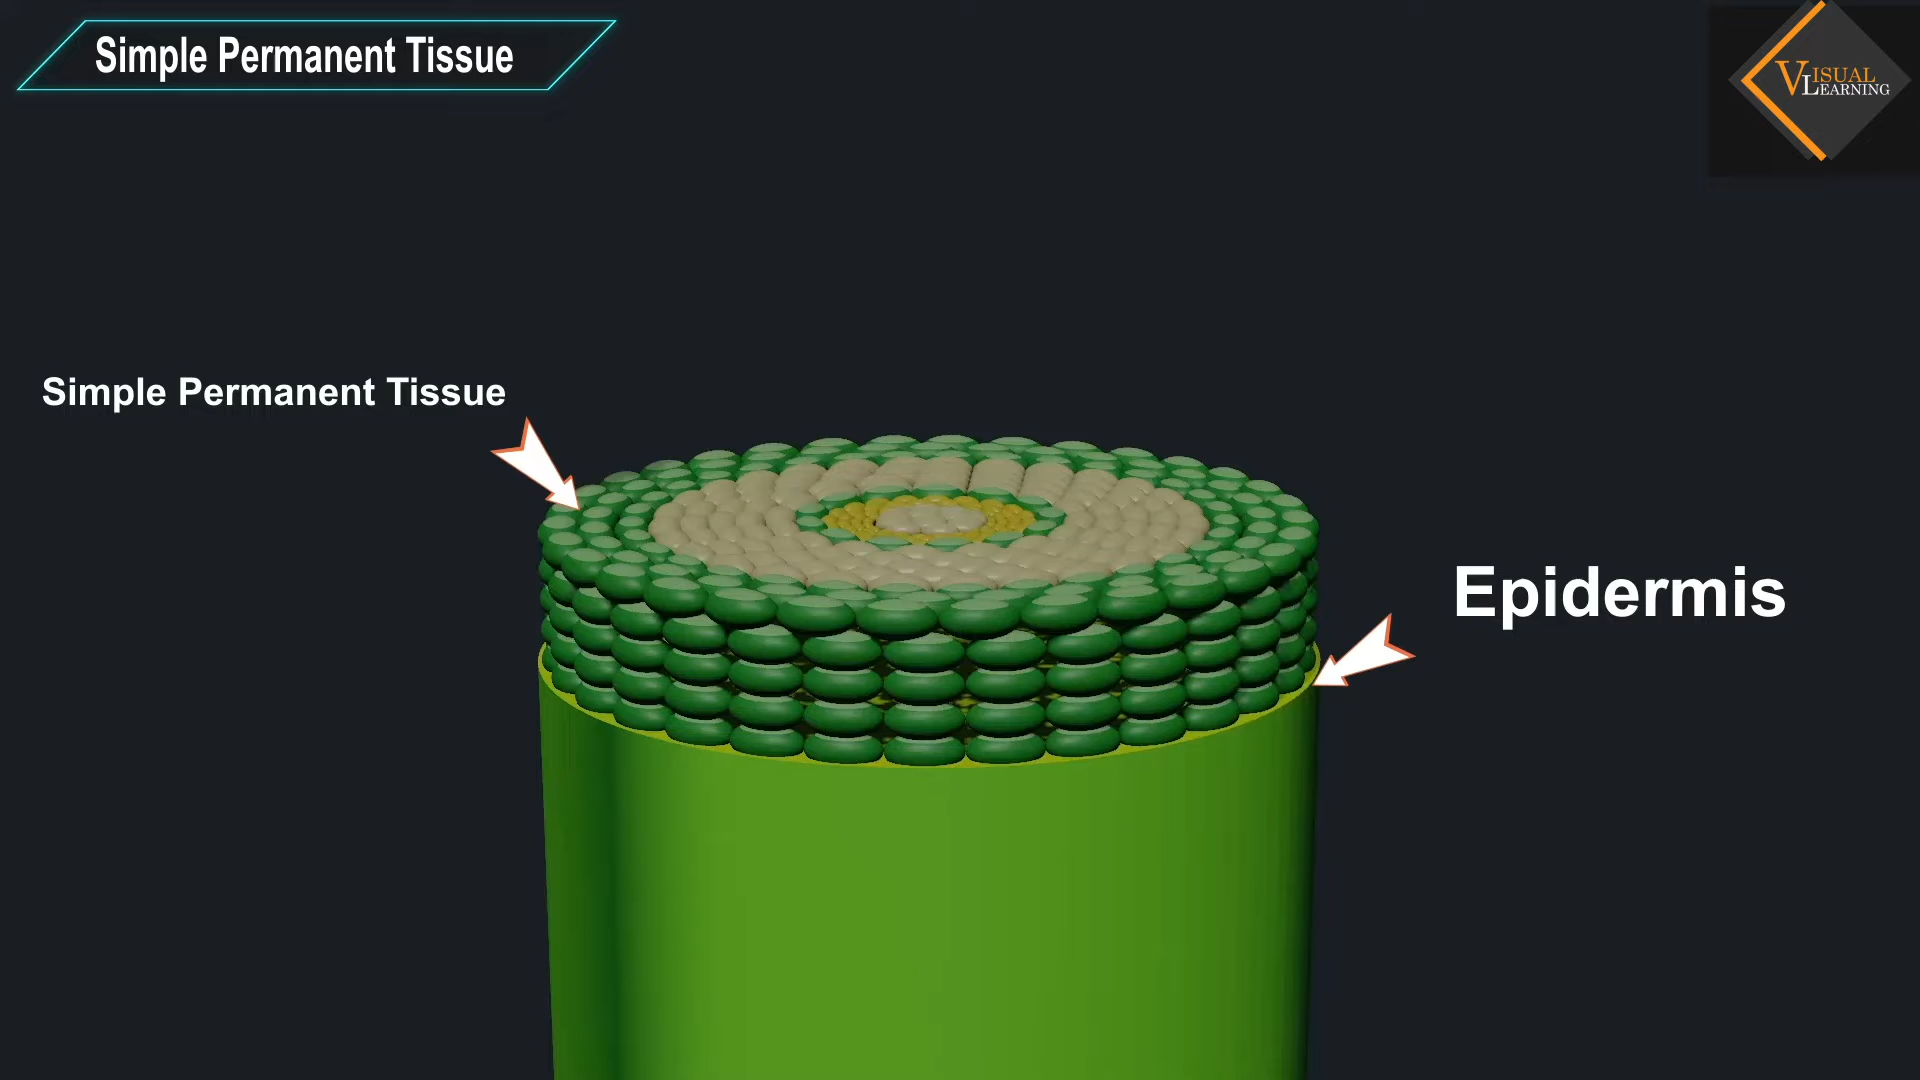 Simple Permanent Tissue
VISUAL
LEARNING
Simple Permanent Tissue
Epidermis